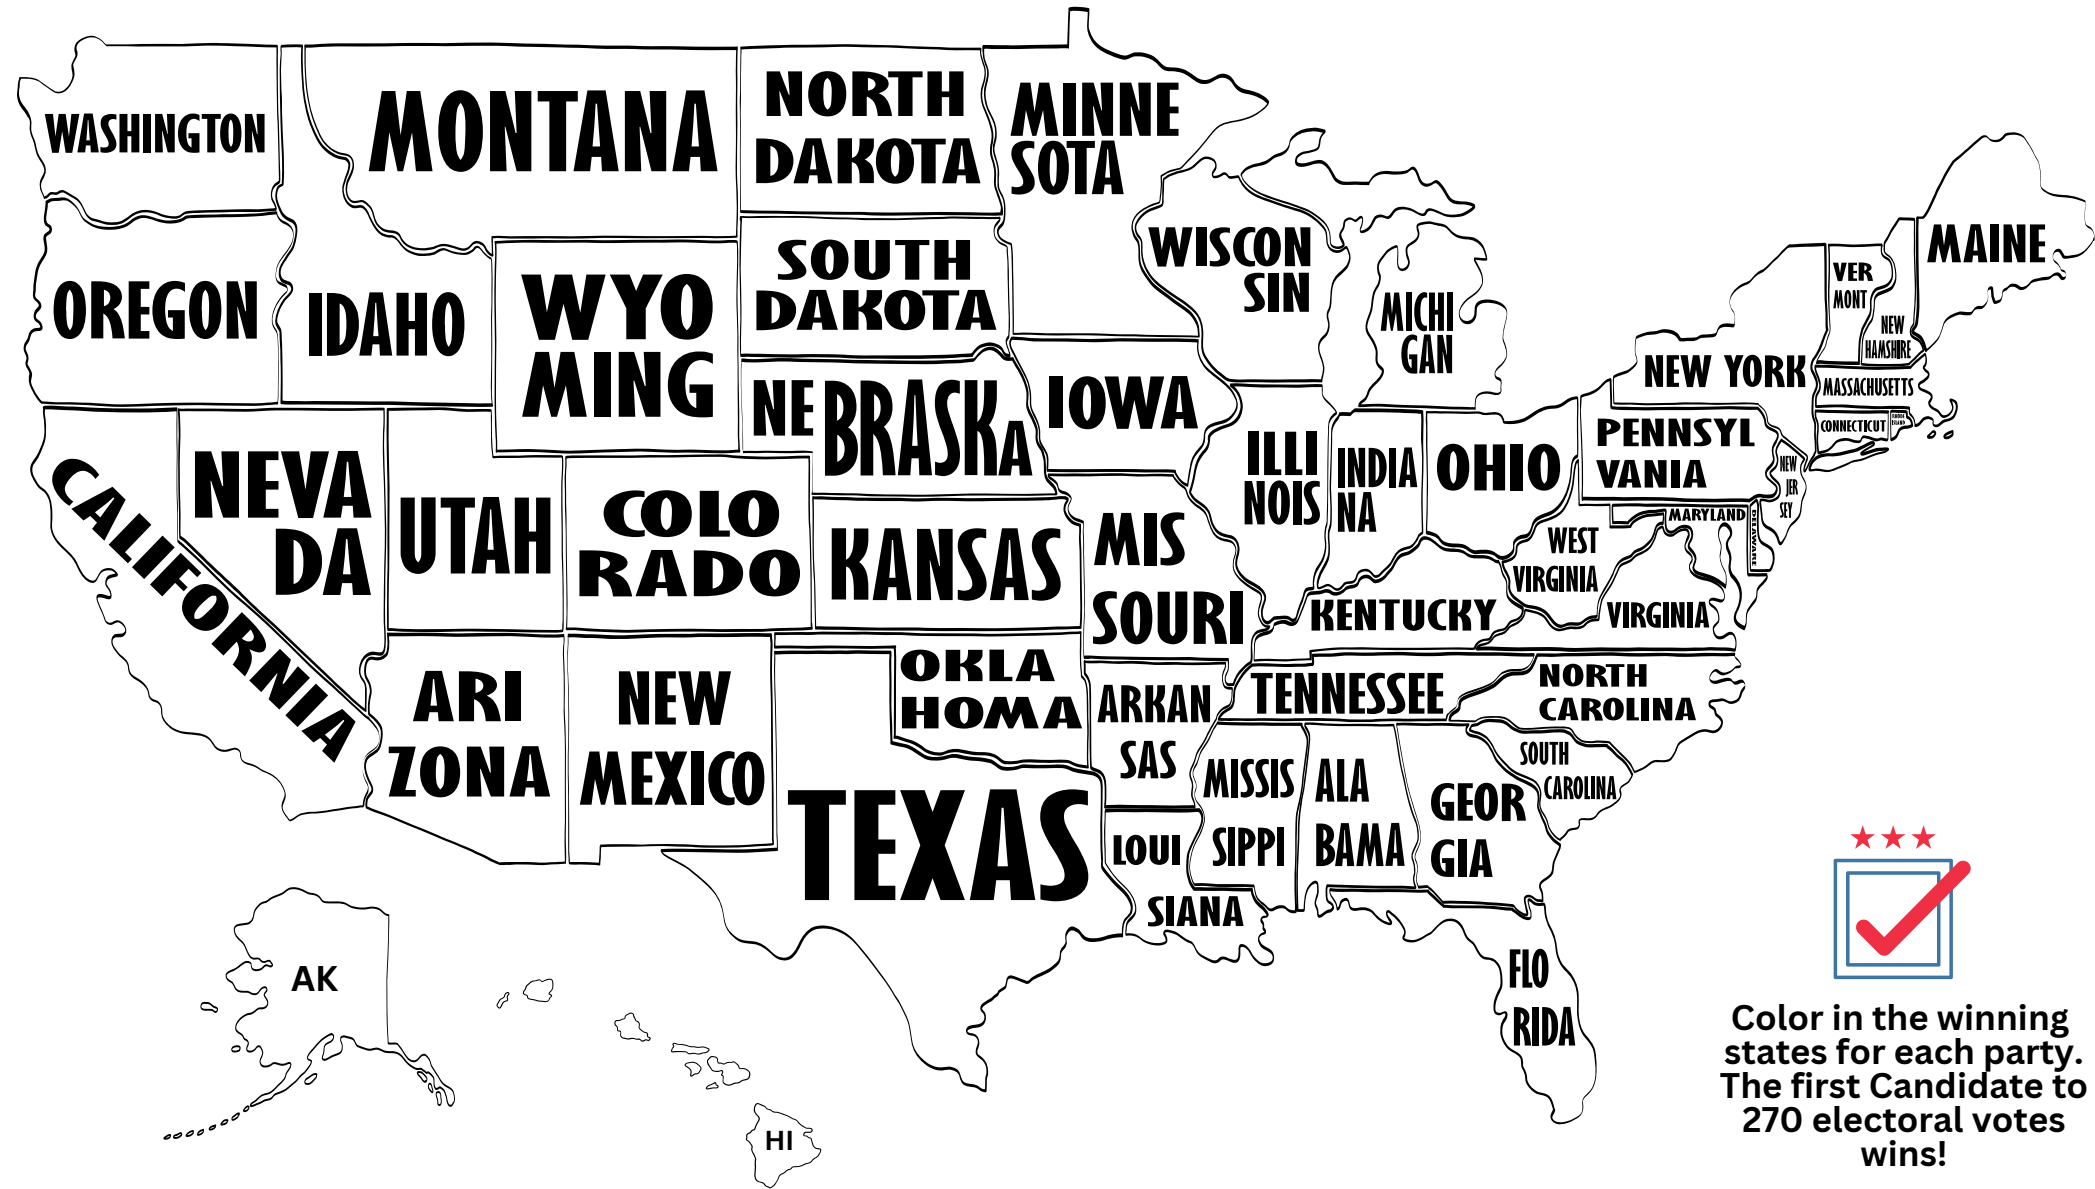 WASHINGTON
MONTANA
NORTH
DAKOTA
MINNE
SOTA
OREGON
IDAHO
WYO
MING
SOUTH
DAKOTA
WISCON
SIN
MICHI
GAN
MAINE
VER
MONT
NEW
HAMSHIRE
NEW YORK
MASSACHUSETTS
CONNECTICUT
RHODE
ISLAND
CALIFORNIA
NEVA
DA
UTAH
COLO
RADO
NEBRASKA
KANSAS
IOWA
MIS
SOURI
ILLI
NOIS
INDIA
NA
OHIO
PENNSYL
VANIA
NEW
JER
SEY
MARYLAND
DELAWARE
WEST
VIRGINIA
VIRGINIA
KENTUCKY
TENNESSEE
NORTH
CAROLINA
SOUTH
CAROLINA
ARI
ZONA
NEW
MEXICO
OKLA
HOMA
ARKAN
SAS
TEXAS
LOUI
SIANA
MISSIS
SIPPI
ALA
BAMA
GEOR
GIA
FLO
RIDA
AK
HI
Color in the winning
states for each party.
The first Candidate to
270 electoral votes
wins!